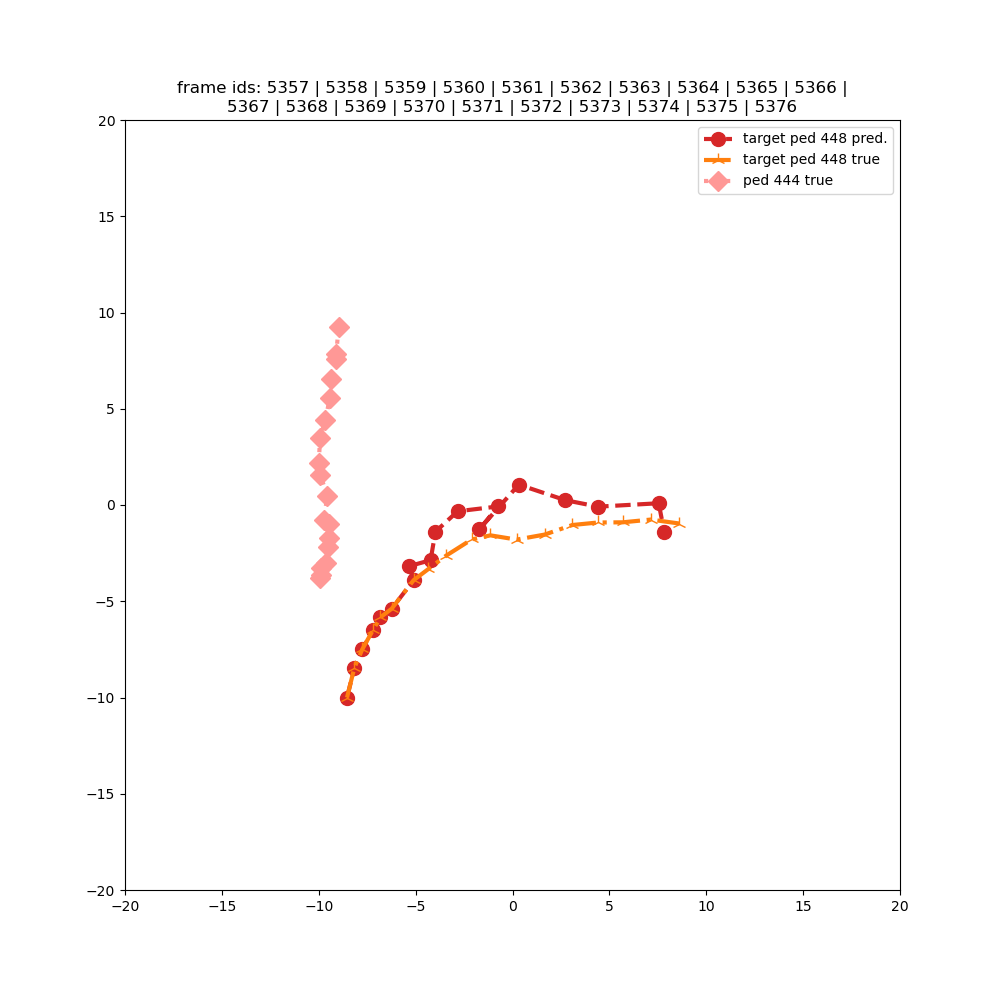 frame ids: 5357 | 5358 | 5359 | 5360 | 5361 | 5362 | 5363 | 5364 | 5365 | 5366 |
5367 | 5368 | 5369 | 5370 | 5371 | 5372 | 5373 | 5374 | 5375 | 5376
target ped 448 pred.
target ped 448 true
ped 444 true
20
15
10
5
0
−5
−10
−15
−20
−20 −15 −10 −5 0 5 10 15 20